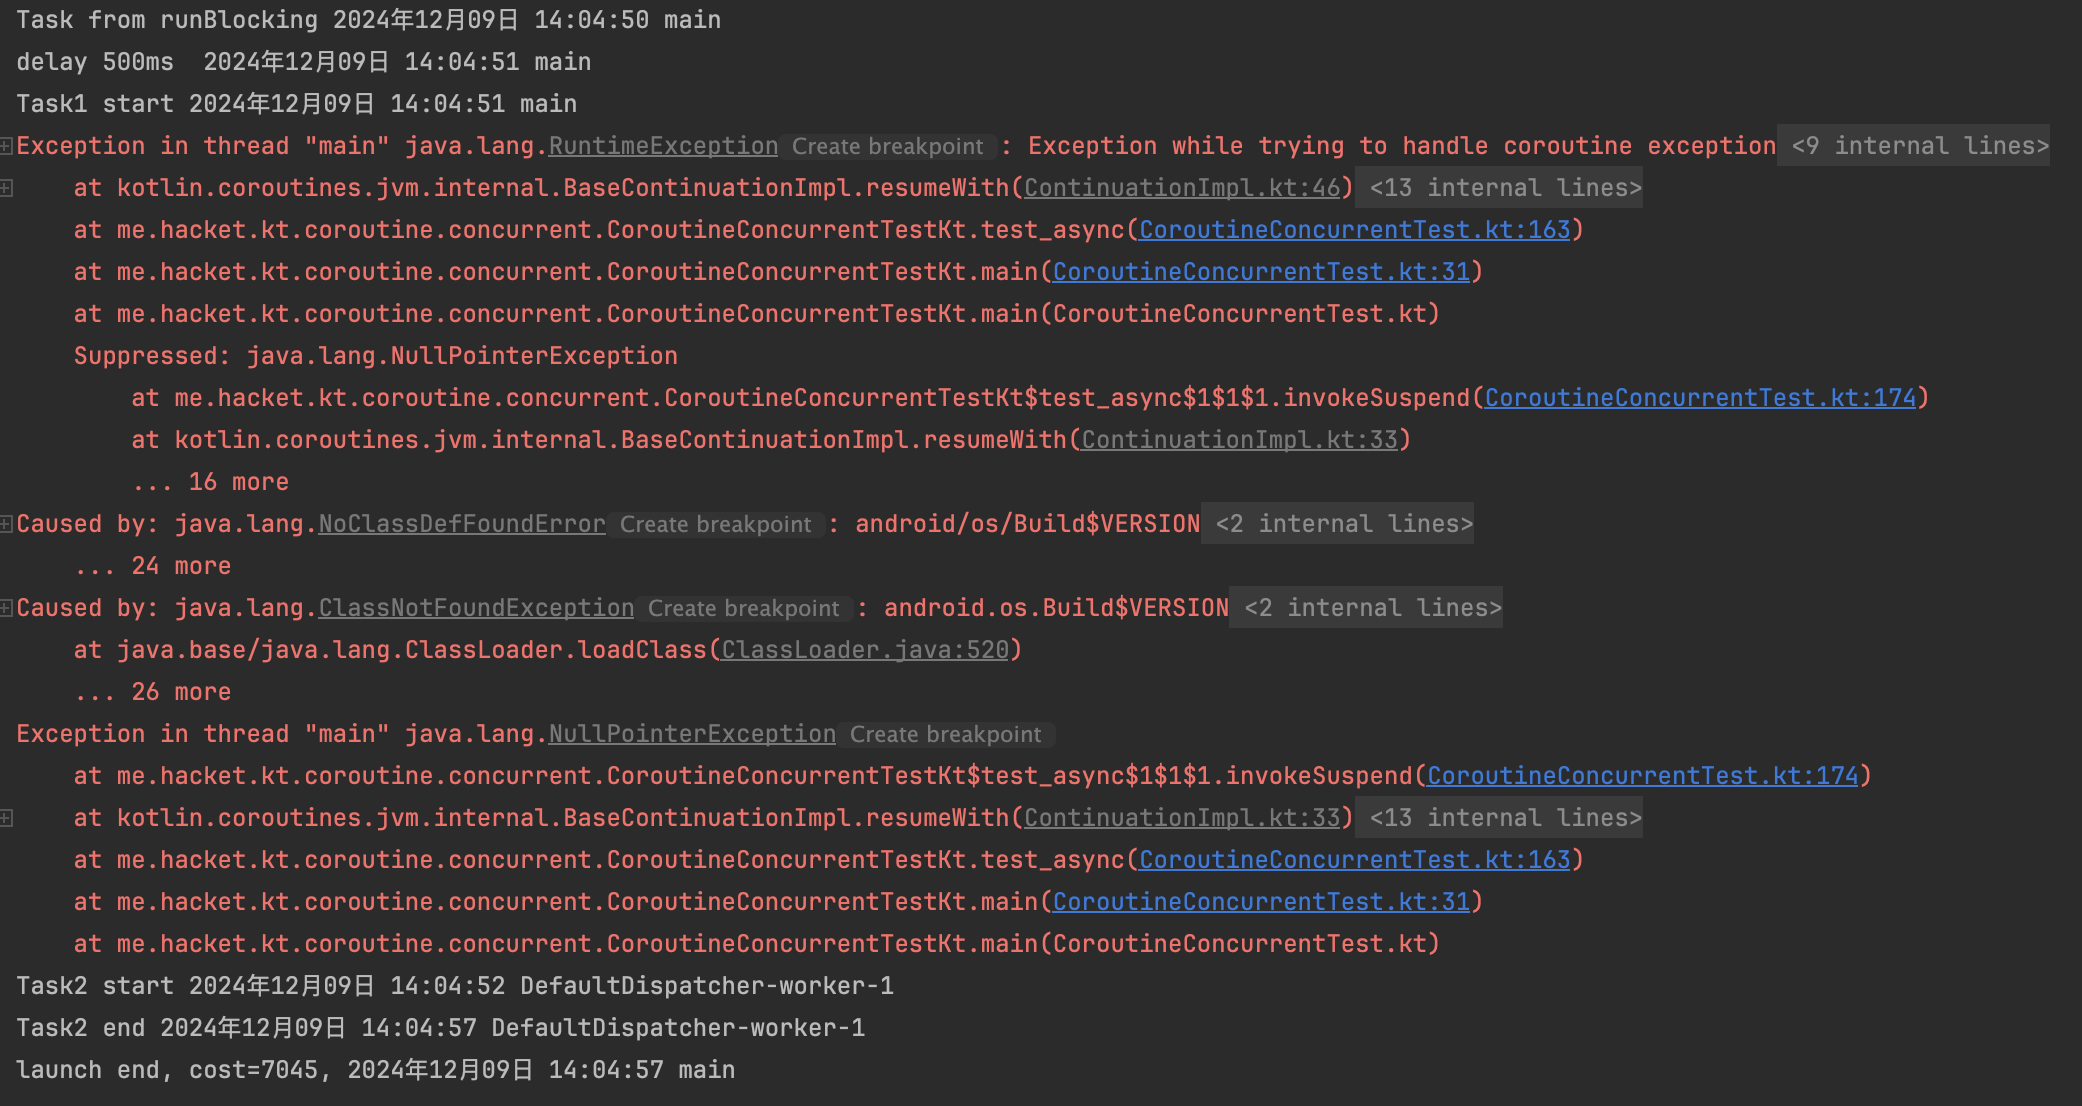 Task from runBlocking 2024年12月09日 14:04:50 main
delay 500ms  2024年12月09日 14:04:51 main
Task1 start 2024年12月09日 14:04:51 main
Exception in thread "main" java.lang.RuntimeException Create breakpoint : Exception while trying to handle coroutine exception <9 internal lines>
at kotlin.coroutines.jvm.internal.BaseContinuationImpl.resumeWith(ContinuationImpl.kt:46) <13 internal lines>
at me.hacket.kt.coroutine.concurrent.CoroutineConcurrentTestKt.test_async(CoroutineConcurrentTest.kt:163)
at me.hacket.kt.coroutine.concurrent.CoroutineConcurrentTestKt.main(CoroutineConcurrentTest.kt:31)
at me.hacket.kt.coroutine.concurrent.CoroutineConcurrentTestKt.main(CoroutineConcurrentTest.kt)
Suppressed: java.lang.NullPointerException
at me.hacket.kt.coroutine.concurrent.CoroutineConcurrentTestKt$test_async$1$1$1.invokeSuspend(CoroutineConcurrentTest.kt:174)
at kotlin.coroutines.jvm.internal.BaseContinuationImpl.resumeWith(ContinuationImpl.kt:33)
... 16 more
Caused by: java.lang.NoClassDefFoundError Create breakpoint : android/os/Build$VERSION <2 internal lines>
... 24 more
Caused by: java.lang.ClassNotFoundException Create breakpoint : android.os.Build$VERSION <2 internal lines>
at java.base/java.lang.ClassLoader.loadClass(ClassLoader.java:520)
... 26 more
Exception in thread "main" java.lang.NullPointerException Create breakpoint
at me.hacket.kt.coroutine.concurrent.CoroutineConcurrentTestKt$test_async$1$1$1.invokeSuspend(CoroutineConcurrentTest.kt:174)
at kotlin.coroutines.jvm.internal.BaseContinuationImpl.resumeWith(ContinuationImpl.kt:33) <13 internal lines>
at me.hacket.kt.coroutine.concurrent.CoroutineConcurrentTestKt.test_async(CoroutineConcurrentTest.kt:163)
at me.hacket.kt.coroutine.concurrent.CoroutineConcurrentTestKt.main(CoroutineConcurrentTest.kt:31)
at me.hacket.kt.coroutine.concurrent.CoroutineConcurrentTestKt.main(CoroutineConcurrentTest.kt)
Task2 start 2024年12月09日 14:04:52 DefaultDispatcher-worker-1
Task2 end 2024年12月09日 14:04:57 DefaultDispatcher-worker-1
launch end, cost=7045, 2024年12月09日 14:04:57 main